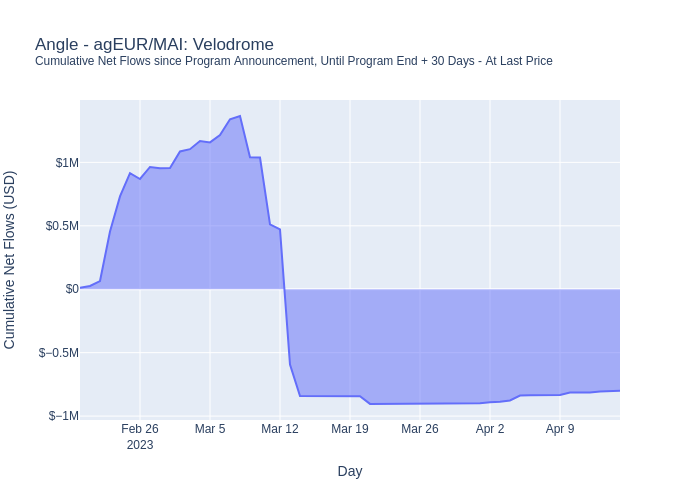 Angle - agEUR/MAI: Velodrome
Cumulative Net Flows since Program Announcement, Until Program End + 30 Days - At Last Price
Cumulative Net Flows (USD)
$1M
$0.5M
$0
$−0.5M
$−1M
Feb 26
2023
Mar 5
Mar 12
Mar 19
Mar 26
Apr 2
Apr 9
Day